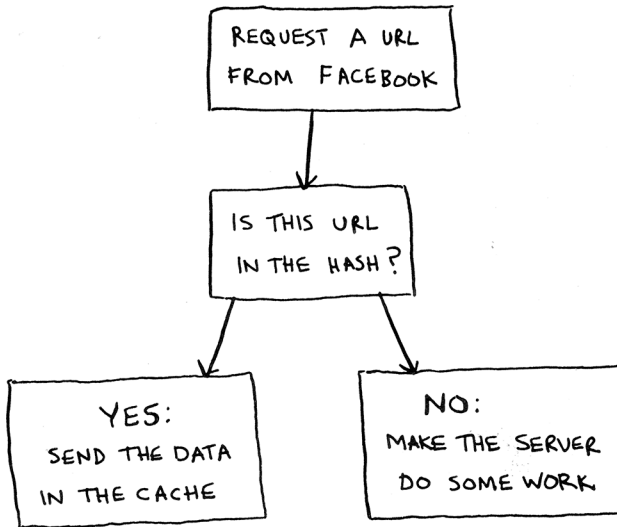 REQUEST A URL
FROM FACEBOOK
IS THIS URL
IN THE HASH?
YES:
SEND THE DATA
IN THE CACHE
NO:
MAKE THE SERVER
DO SOME WORK